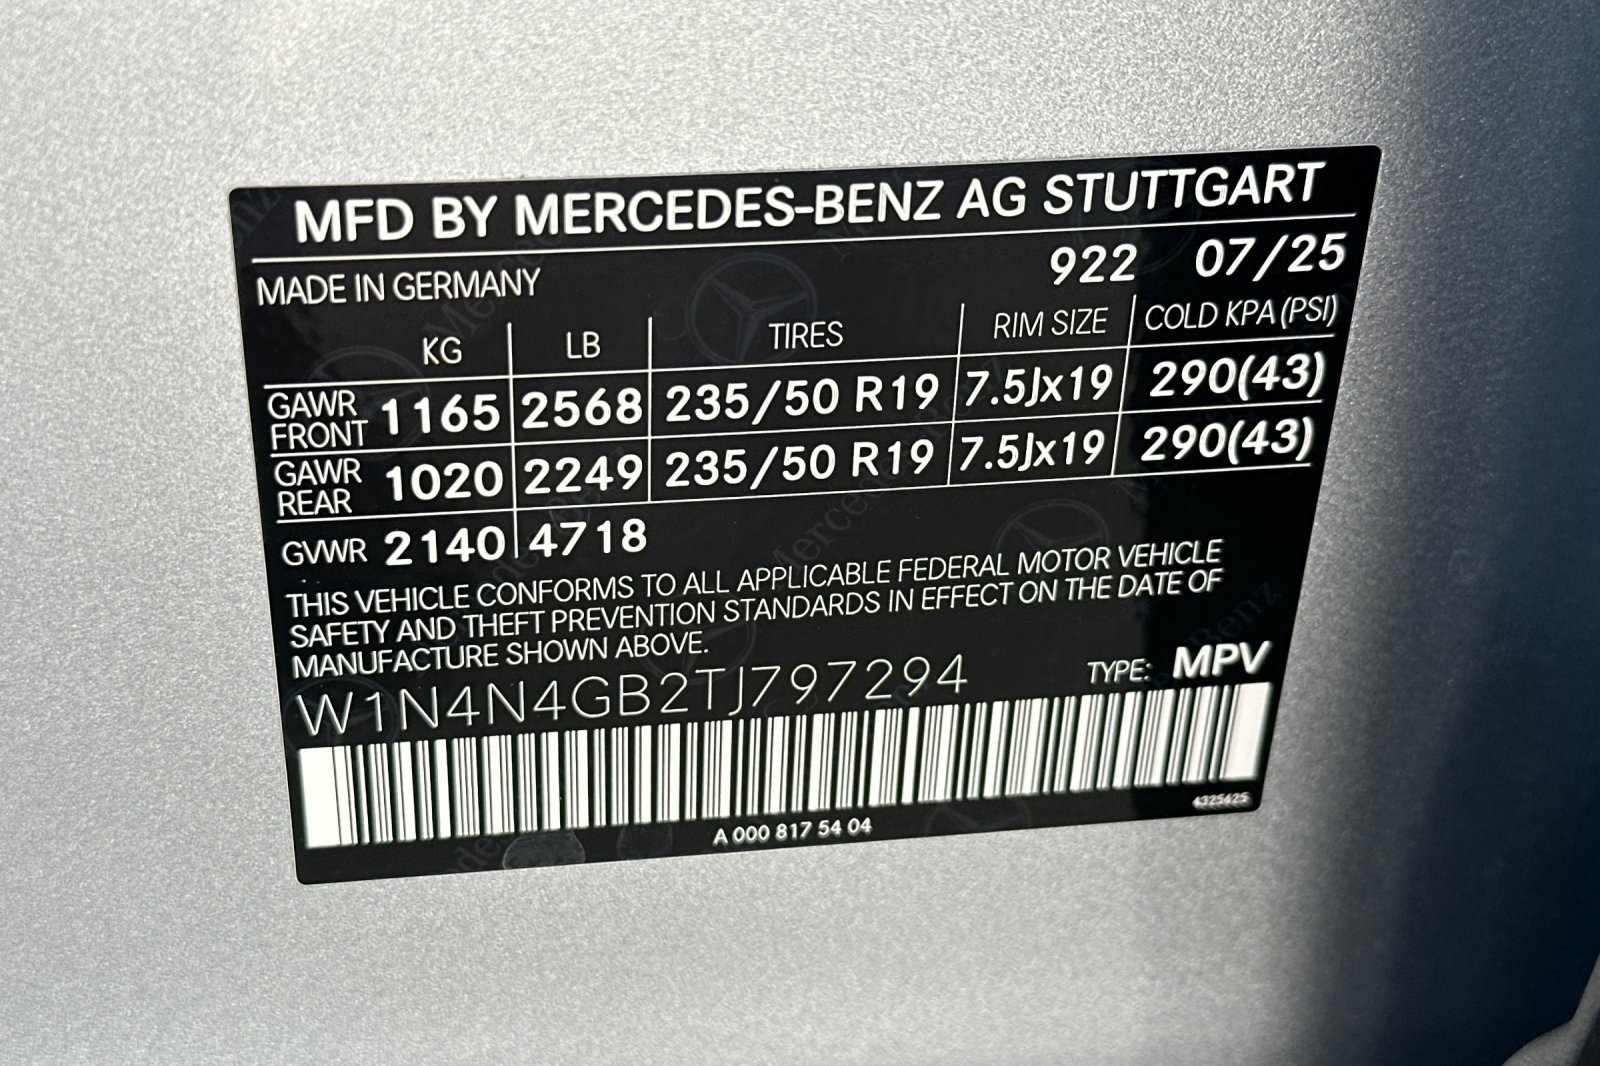 MFD BY MERCEDES-BENZ AG STUTTGART
MADE IN GERMANY 922 07/25
KG LB TIRES RIM SIZE COLD KPA (PSI)
GAWR FRONT 1165 2568 235/50 R19 7.5Jx19 290(43)
GAWR REAR 1020 2249 235/50 R19 7.5Jx19 290(43)
GVWR 2140 4718
THIS VEHICLE CONFORMS TO ALL APPLICABLE FEDERAL MOTOR VEHICLE
SAFETY AND THEFT PREVENTION STANDARDS IN EFFECT ON THE DATE OF
MANUFACTURE SHOWN ABOVE.
W1N4N4GB2TJ797294 TYPE: MPV
A 000 817 54 04